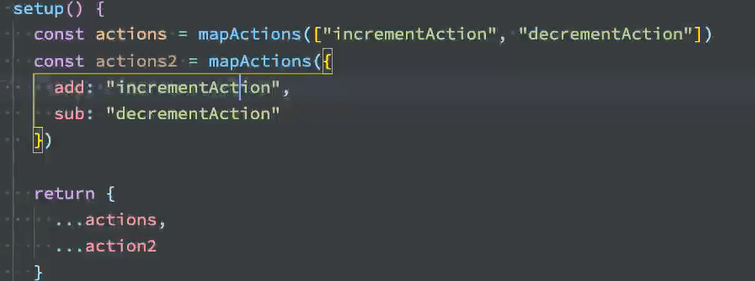 setup() {
const actions = mapActions(["incrementAction", "decrementAction"])
const actions2 = mapActions({
add: "incrementAction",
sub: "decrementAction"
})
return {
...actions,
...action2
}